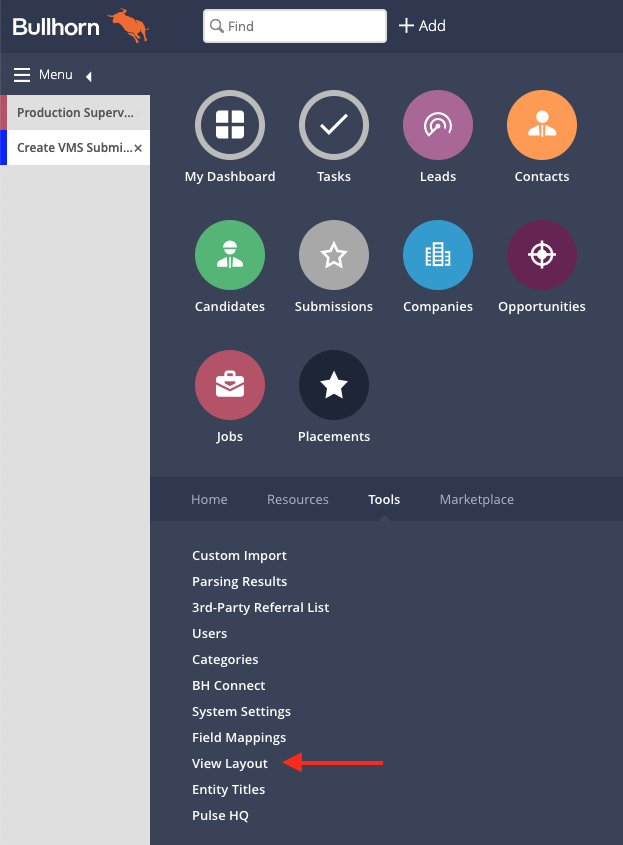 Bullhorn
Find
Add
Menu
Production Superv...
Create VMS Submi...×
My Dashboard
Tasks
Leads
Contacts
Candidates
Submissions
Companies
Opportunities
Jobs
Placements
Home
Resources
Tools
Marketplace
Custom Import
Parsing Results
3rd-Party Referral List
Users
Categories
BH Connect
System Settings
Field Mappings
View Layout
Entity Titles
Pulse HQ